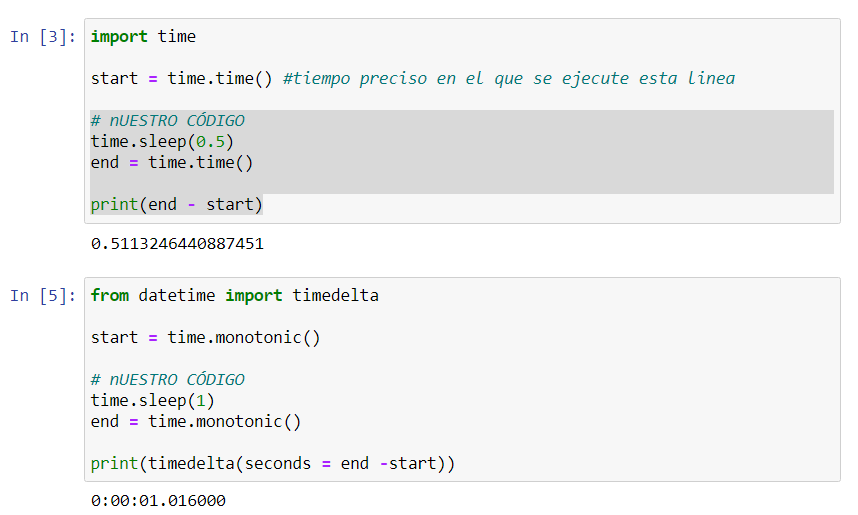 In [3]: import time
start = time.time() #tiempo preciso en el que se ejecute esta linea
# nUESTRO CÓDIGO
time.sleep(0.5)
end = time.time()
print(end - start)
0.5113246440887451
In [5]: from datetime import timedelta
start = time.monotonic()
# nUESTRO CÓDIGO
time.sleep(1)
end = time.monotonic()
print(timedelta(seconds = end -start))
0:00:01.016000